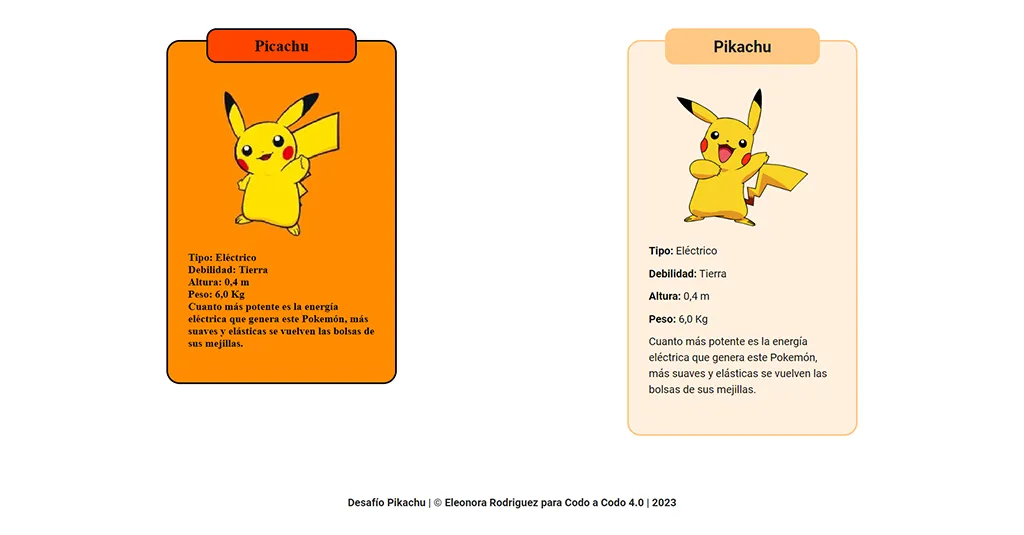 Picachu
Tipo: Eléctrico
Debilidad: Tierra
Altura: 0,4 m
Peso: 6,0 Kg
Cuanto más potente es la energía
eléctrica que genera este Pokemón, más
suaves y elásticas se vuelven las bolsas de
sus mejillas.
Pikachu
Tipo: Eléctrico
Debilidad: Tierra
Altura: 0,4 m
Peso: 6,0 Kg
Cuanto más potente es la energía
eléctrica que genera este Pokemón,
más suaves y elásticas se vuelven las
bolsas de sus mejillas.
Desafío Pikachu | © Eleonora Rodriguez para Codo a Codo 4.0 | 2023